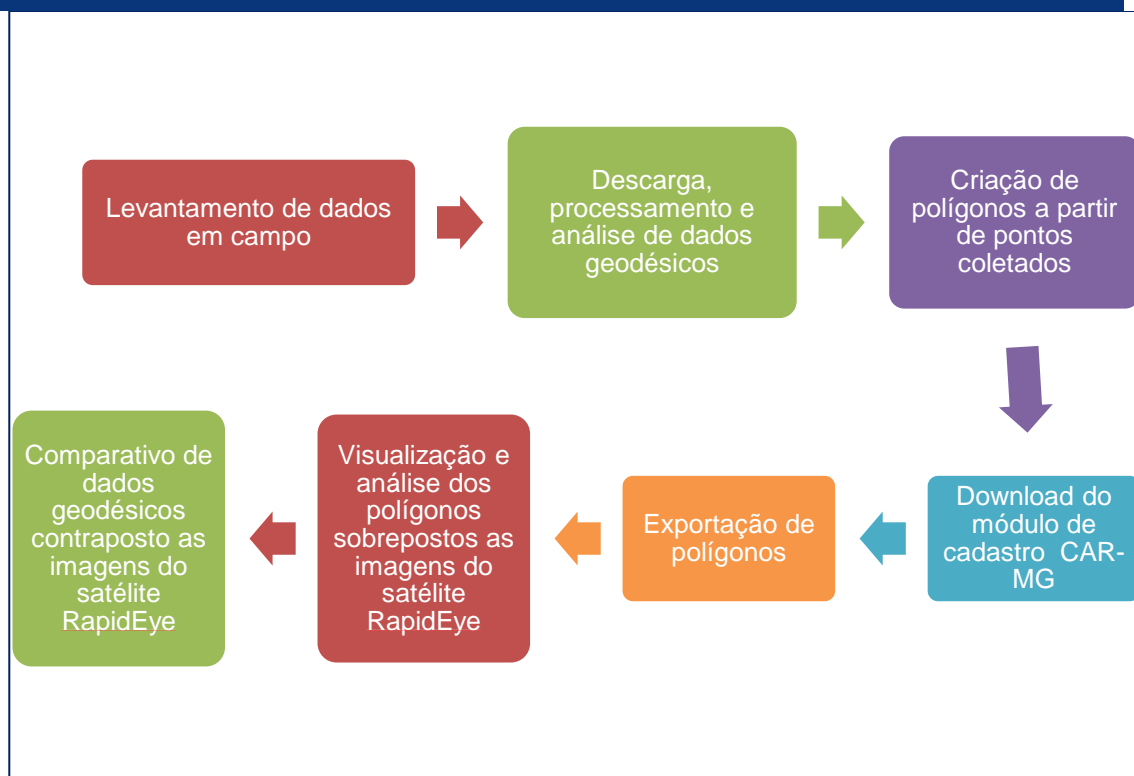 Levantamento de dados
em campo
Descarga,
processamento e
análise de dados
geodésicos
Criação de
polígonos a partir
de pontos
coletados
Download do
módulo de
cadastro CAR-
MG
Exportação de
polígonos
Visualização e
análise dos
polígonos
sobrepostos as
imagens do
satélite
RapidEye
Comparativo de
dados
geodésicos
contraposto as
imagens do
satélite
RapidEye